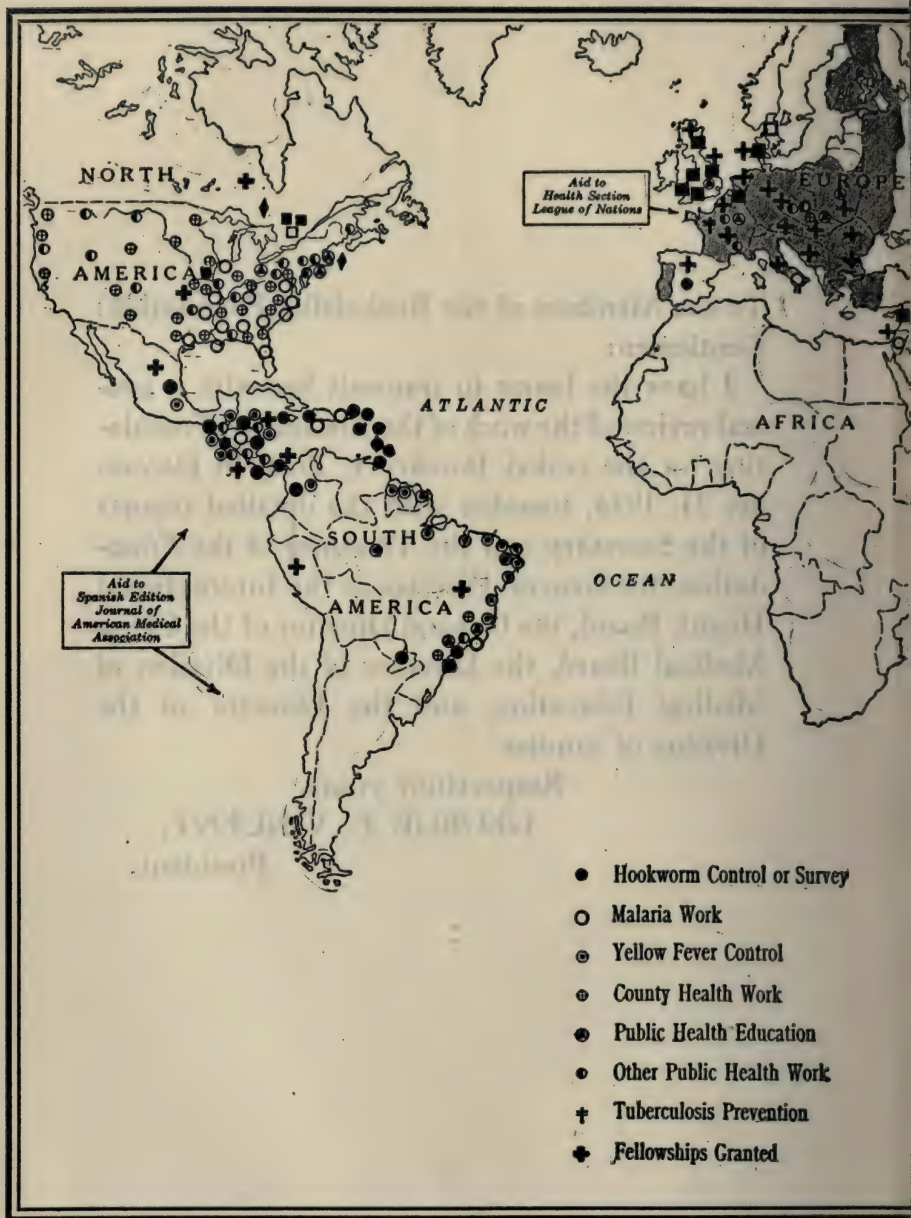 NORTH
AMERICA
Aid to
Health Section
League of Nations
EUROPE
ATLANTIC
AFRICA
SOUTH
AMERICA
OCEAN
Aid to
Spanish Edition
Journal of
American Medical
Association
Hookworm Control or Survey
Malaria Work
Yellow Fever Control
County Health Work
Public Health Education
Other Public Health Work
Tuberculosis Prevention
Fellowships Granted